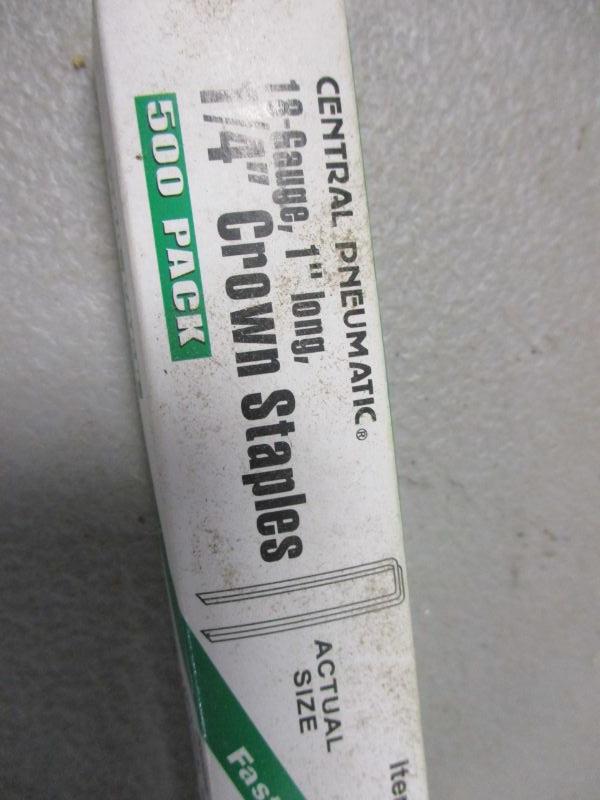 CENTRAL PNEUMATIC®
18-Gauge, 1" long,
1/4" Crown Staples
500 PACK
ACTUAL
SIZE